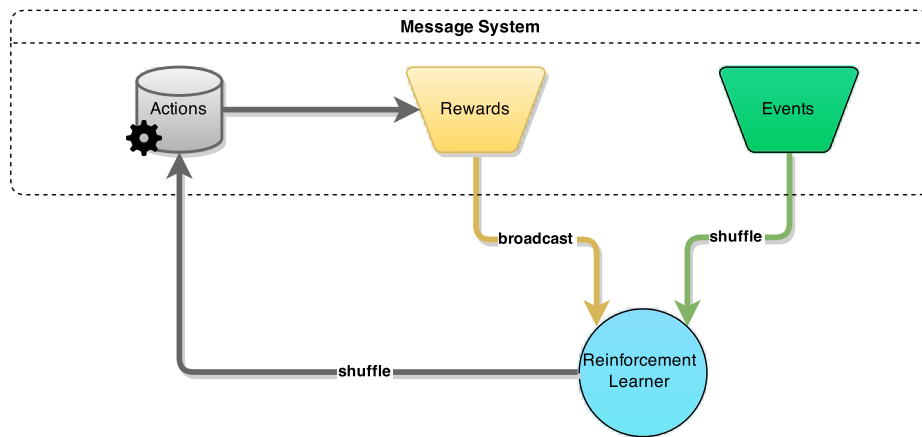 Message System
Actions
Rewards
Events
broadcast
shuffle
Reinforcement
Learner
shuffle